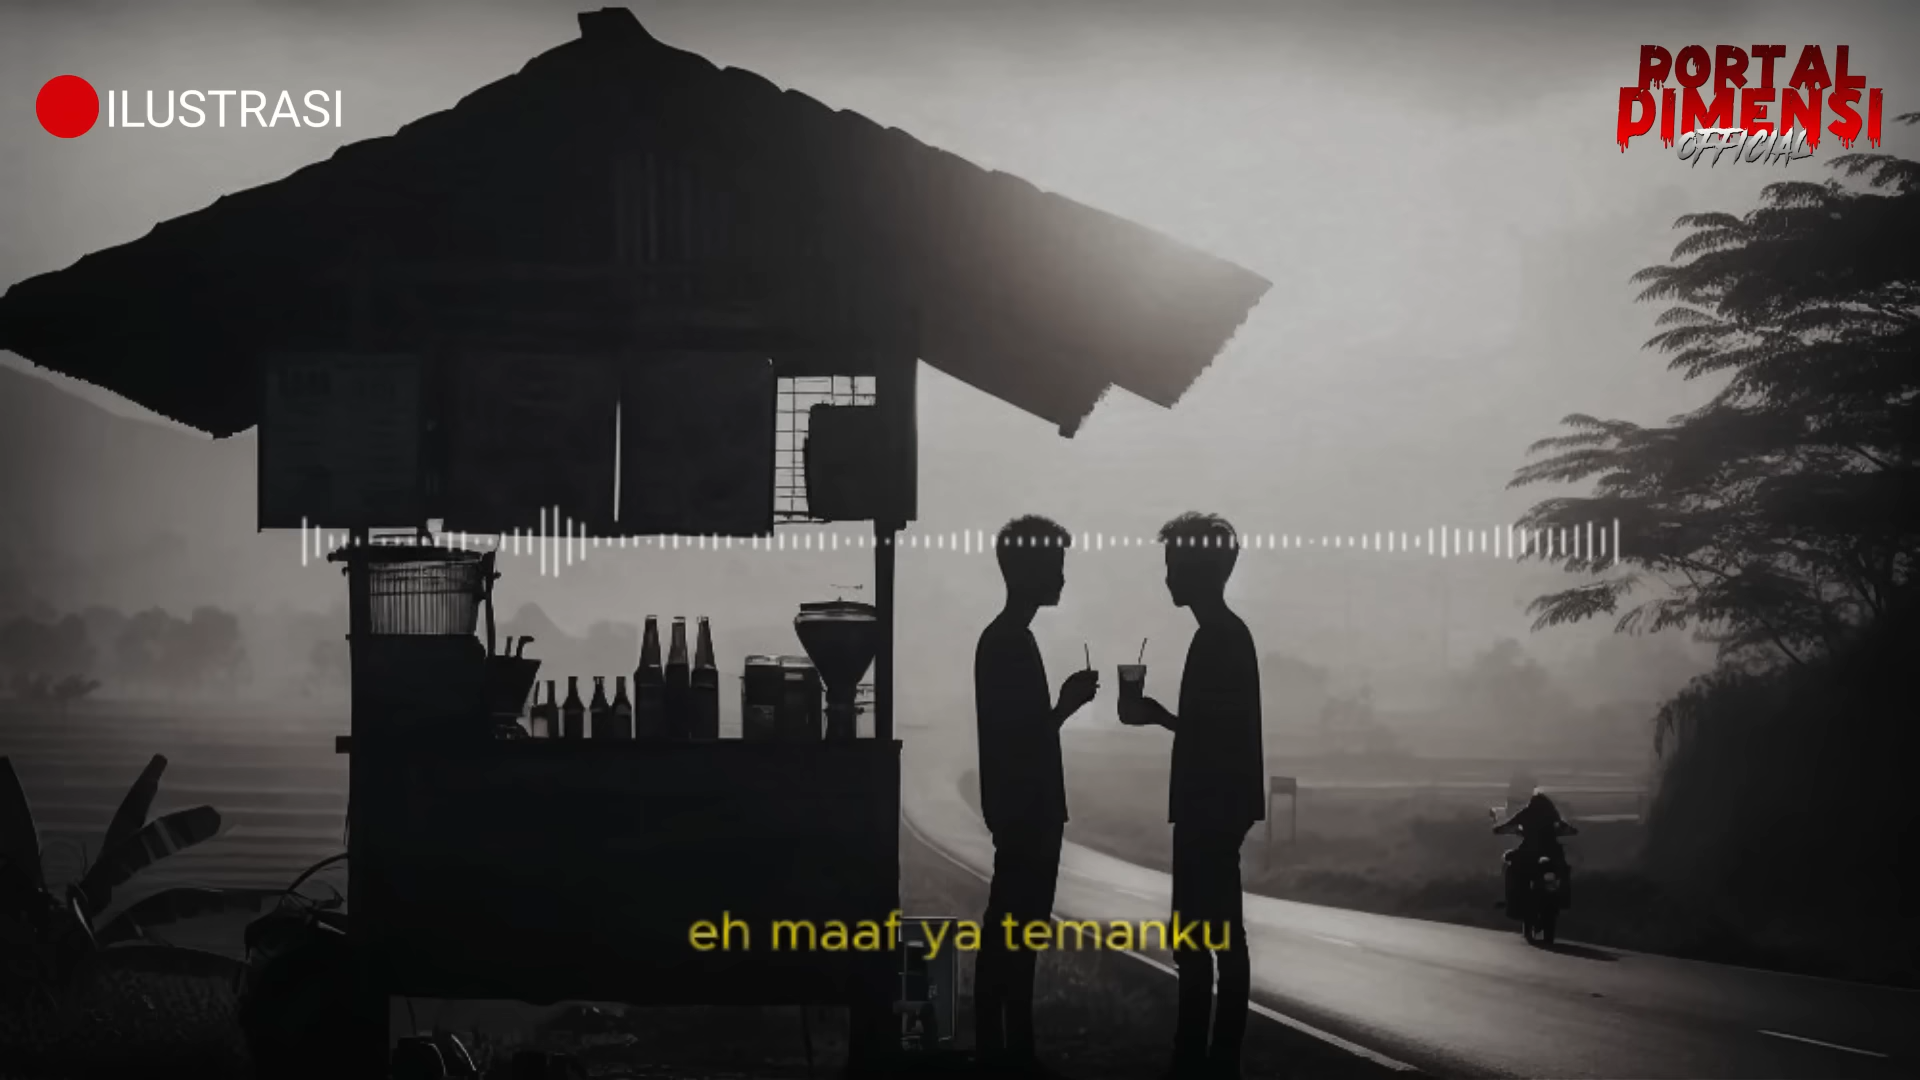 ILUSTRASI
PORTAL
DIMENSI
OFFICIAL
eh maaf ya temanku